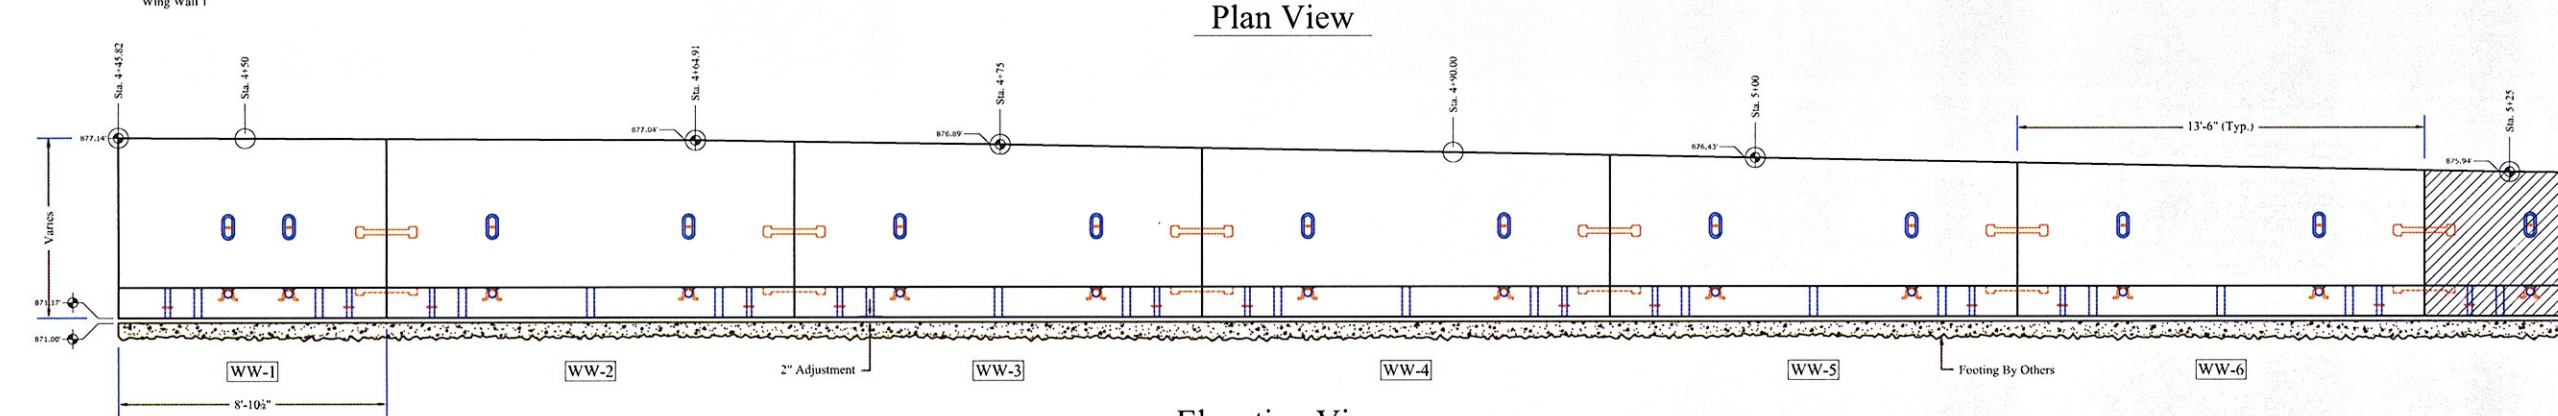 Wing Wall 1
Plan View
Sta. 4+45.82
Sta. 4+50
Sta. 4+64.91
Sta. 4+75
Sta. 4+90.00
Sta. 5+00
Sta. 5+25
877.14'
877.04'
876.89'
876.43'
875.94'
13'-6" (Typ.)
Varies
871.17'
871.00'
WW-1
WW-2
2" Adjustment
WW-3
WW-4
WW-5
Footing By Others
WW-6
8'-10½"
Elevation Vi